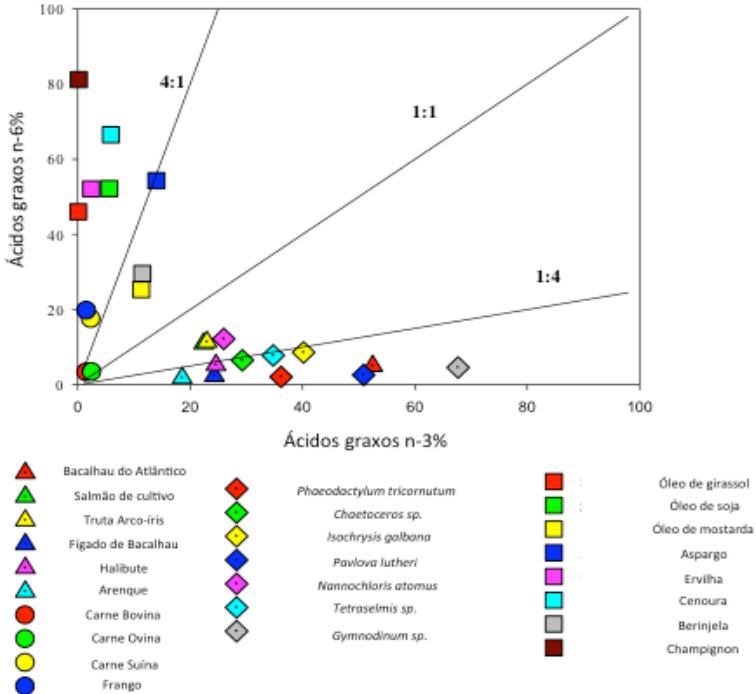 100
80
60
40
20
0
Ácidos graxos n-6%
4:1
1:1
1:4
0 20 40 60 80 100
Ácidos graxos n-3%
Bacalhau do Atlântico
Salmão de cultivo
Truta Arco-íris
Fígado de Bacalhau
Halibute
Arenque
Carne Bovina
Carne Ovina
Carne Suína
Frango
Phaeodactylum tricornutum
Chaetoceros sp.
Isochrysis galbana
Pavlova lutheri
Nannochloris atomus
Tetraselmis sp.
Gymnodinum sp.
Óleo de girassol
Óleo de soja
Óleo de mostarda
Aspargo
Ervilha
Cenoura
Berinjela
Champignon